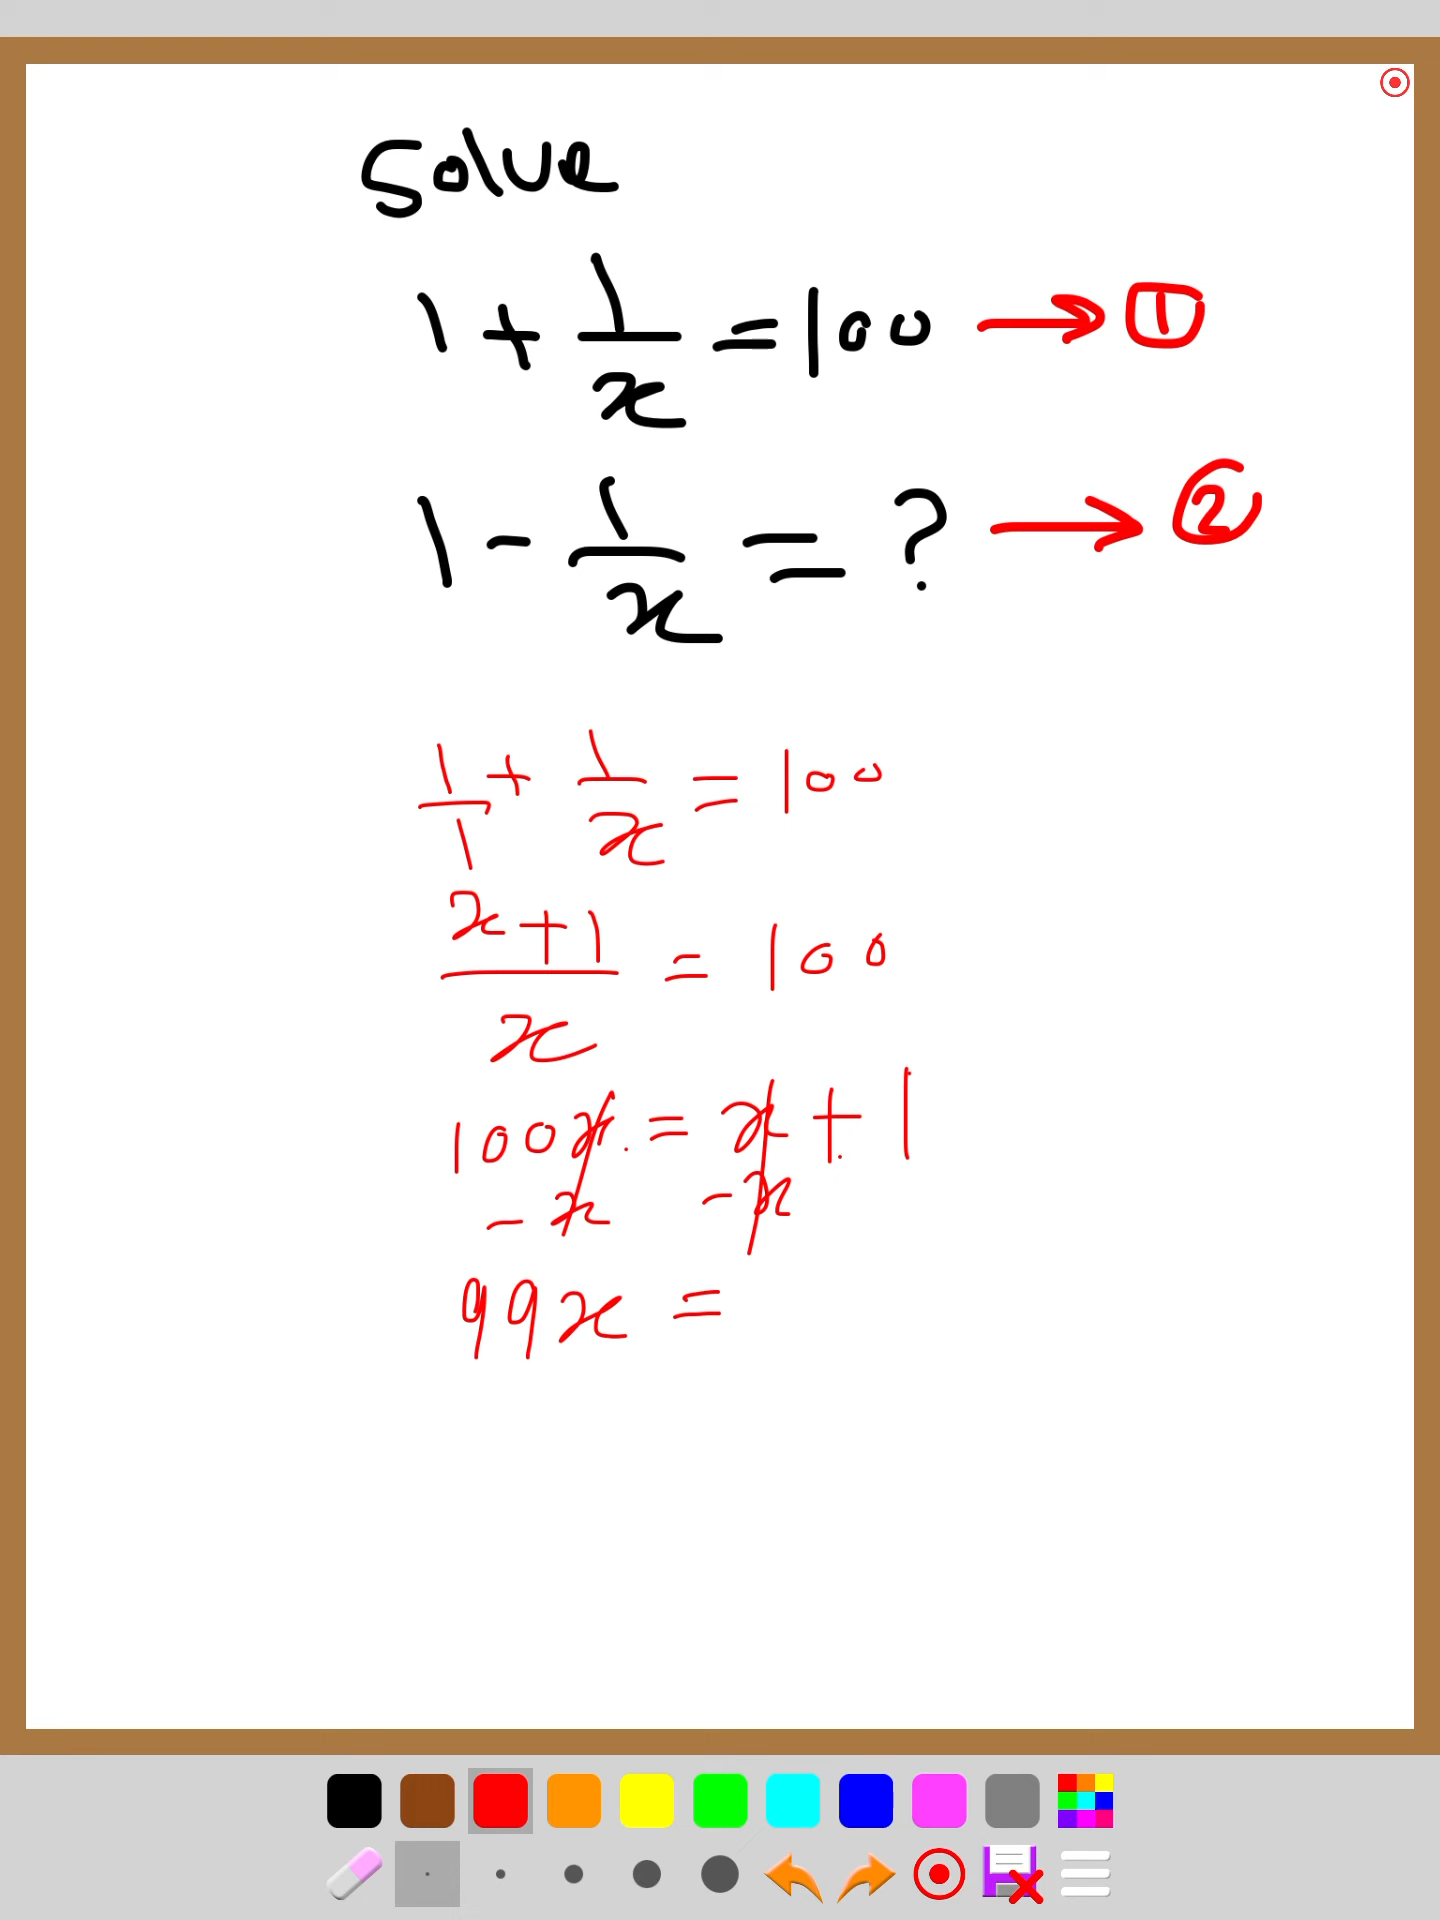 Solve
1 + 1/x = 100 → 1
1 - 1/x = ? → 2
1/1 + 1/x = 100
x+1/x = 100
100x = x + 1
- x - x
99x =